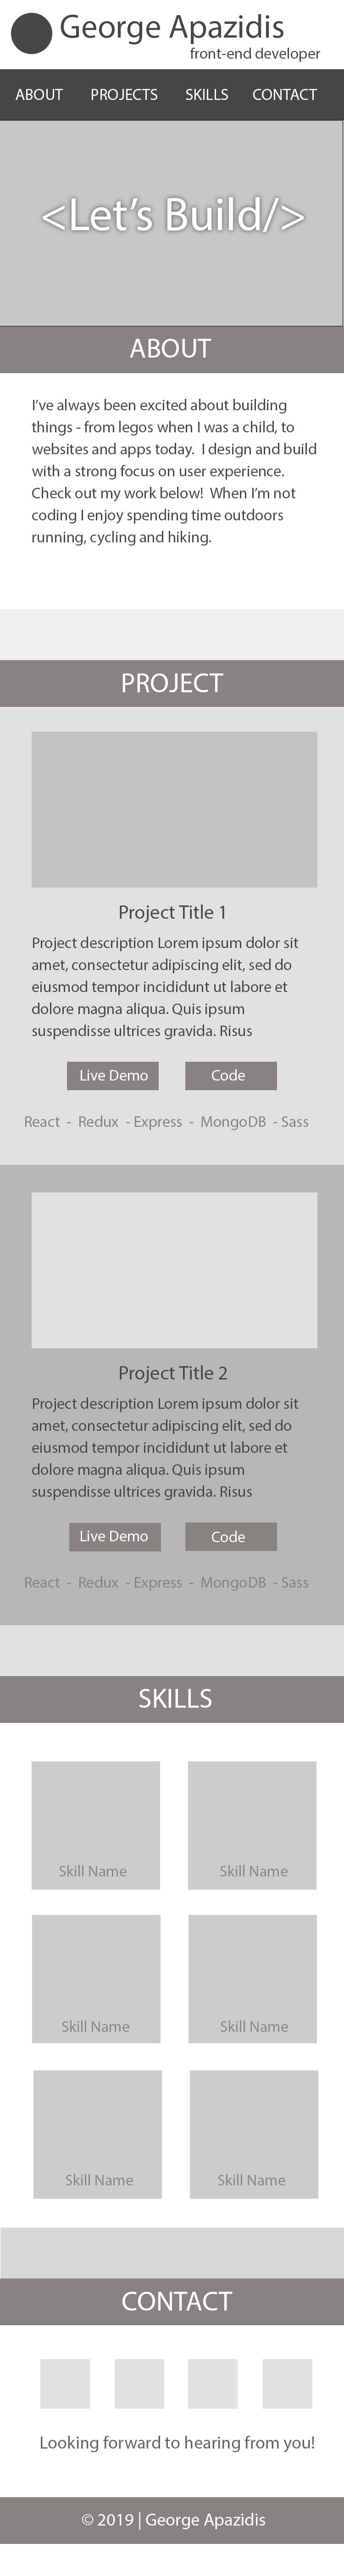 George Apazidis
front-end developer
ABOUT PROJECTS SKILLS CONTACT
<Let’s Build/>
ABOUT
I’ve always been excited about building
things - from legos when I was a child, to
websites and apps today.  I design and build
with a strong focus on user experience.
Check out my work below!  When I’m not
coding I enjoy spending time outdoors
running, cycling and hiking.
PROJECT
Project Title 1
Project description Lorem ipsum dolor sit
amet, consectetur adipiscing elit, sed do
eiusmod tempor incididunt ut labore et
dolore magna aliqua. Quis ipsum
suspendisse ultrices gravida. Risus
Live Demo Code
React  -  Redux  - Express  -  MongoDB  - Sass
Project Title 2
Project description Lorem ipsum dolor sit
amet, consectetur adipiscing elit, sed do
eiusmod tempor incididunt ut labore et
dolore magna aliqua. Quis ipsum
suspendisse ultrices gravida. Risus
Live Demo Code
React  -  Redux  - Express  -  MongoDB  - Sass
SKILLS
Skill Name Skill Name
Skill Name Skill Name
Skill Name Skill Name
CONTACT
Looking forward to hearing from you!
© 2019 | George Apazidis